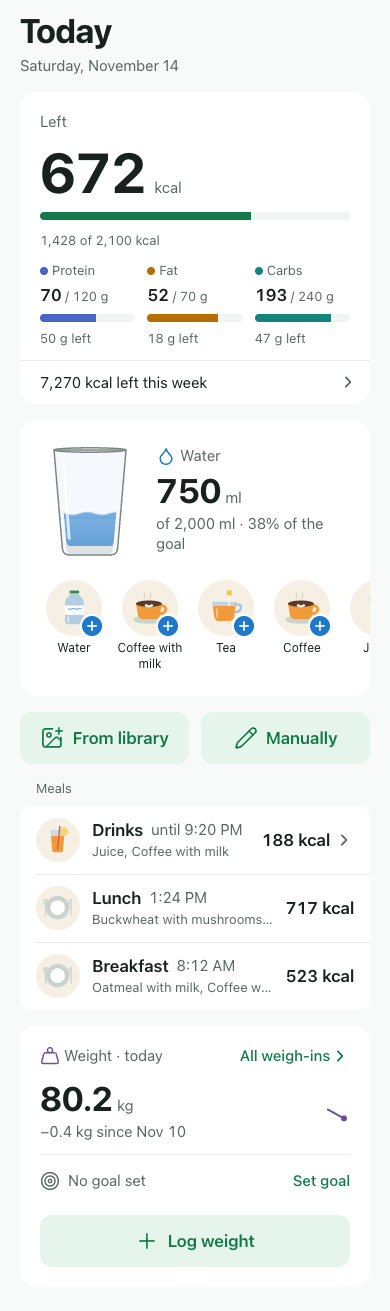 Today
Saturday, November 14
Left
672 kcal
1,428 of 2,100 kcal
Protein
Fat
Carbs
70 / 120 g
52 / 70 g
193 / 240 g
50 g left
18 g left
47 g left
7,270 kcal left this week
Water
750 ml
of 2,000 ml · 38% of the
goal
Water
Coffee with
milk
Tea
Coffee
J
From library
Manually
Meals
Drinks until 9:20 PM
188 kcal
Juice, Coffee with milk
Lunch 1:24 PM
717 kcal
Buckwheat with mushrooms...
Breakfast 8:12 AM
523 kcal
Oatmeal with milk, Coffee w...
Weight · today
All weigh-ins
80.2 kg
−0.4 kg since Nov 10
No goal set
Set goal
Log weight